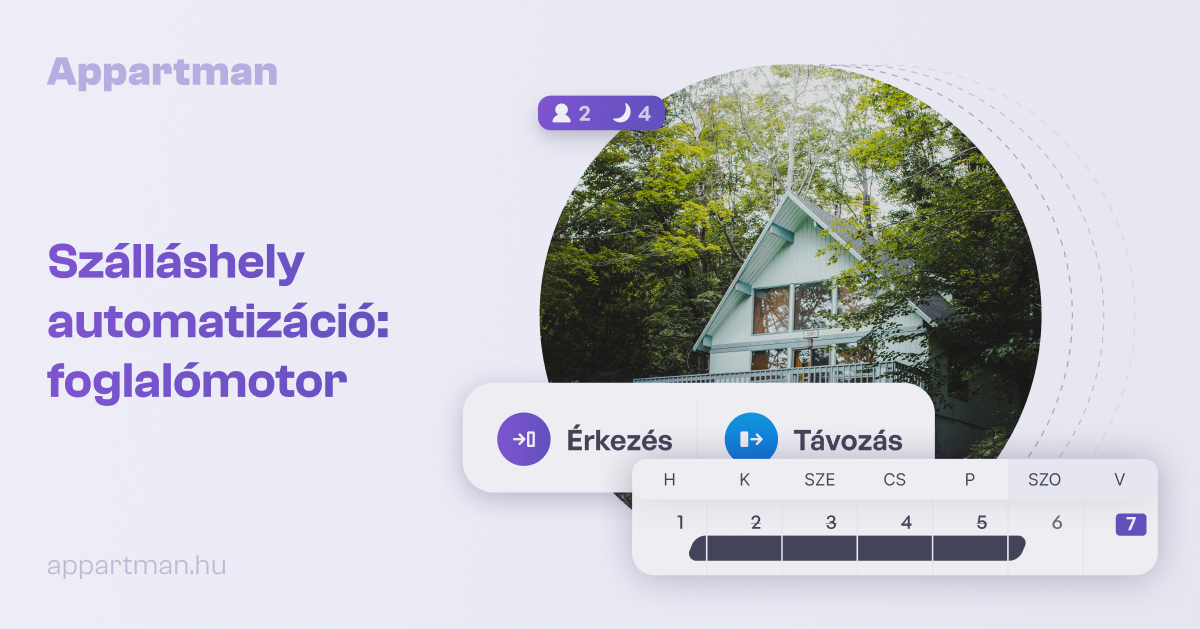 Appartman
2 4
Szálláshely
automatizáció:
foglalómotor
Érkezés Távozás
H K SZE CS P SZO V
1 2 3 4 5 6 7
appartman.hu